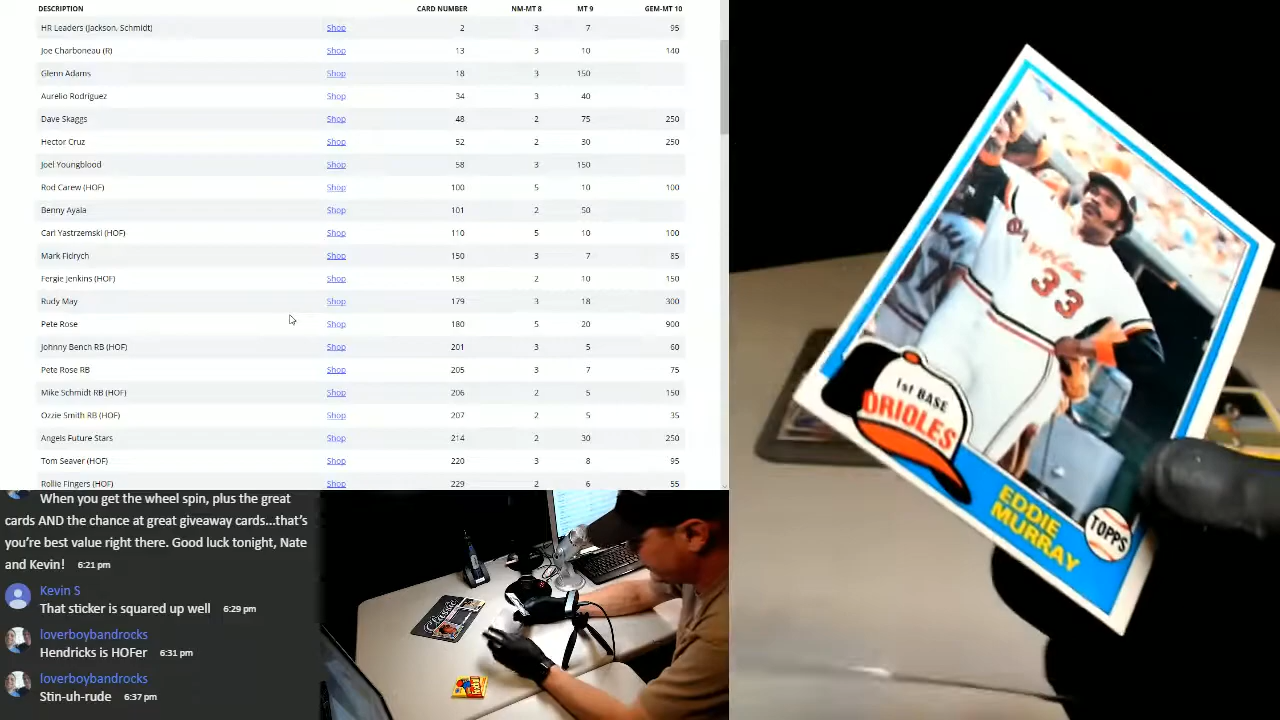 DESCRIPTION CARD NUMBER NM-MT 8 MT 9 GEM-MT 10
HR Leaders (Jackson, Schmidt) Shop 2 3 7 95
Joe Charboneau (R) Shop 13 3 10 140
Glenn Adams Shop 18 3 150
Aurelio Rodriguez Shop 34 3 40
Dave Skaggs Shop 48 2 75 250
Hector Cruz Shop 52 2 30 250
Joel Youngblood Shop 58 3 150
Rod Carew (HOF) Shop 100 5 10 100
Benny Ayala Shop 101 2 50
Carl Yastrzemski (HOF) Shop 110 5 10 100
Mark Fidrych Shop 150 3 7 85
Fergie Jenkins (HOF) Shop 158 2 10 150
Rudy May Shop 179 3 18 300
Pete Rose Shop 180 5 20 900
Johnny Bench RB (HOF) Shop 201 3 5 60
Pete Rose RB Shop 205 3 7 75
Mike Schmidt RB (HOF) Shop 206 2 5 150
Ozzie Smith RB (HOF) Shop 207 2 5 35
Angels Future Stars Shop 214 2 30 250
Tom Seaver (HOF) Shop 220 3 8 95
Rollie Fingers (HOF) Shop 229 2 6 55
When you get the wheel spin, plus the great
cards AND the chance at great giveaway cards...that's
you're best value right there. Good luck tonight, Nate
and Kevin! 6:21 pm
Kevin S
That sticker is squared up well 6:29 pm
loverboybandrocks
Hendricks is HOFer 6:31 pm
loverboybandrocks
Stin-uh-rude 6:37 pm
Classic
Orioles
33
1st BASE
ORIOLES
EDDIE
MURRAY
TOPPS